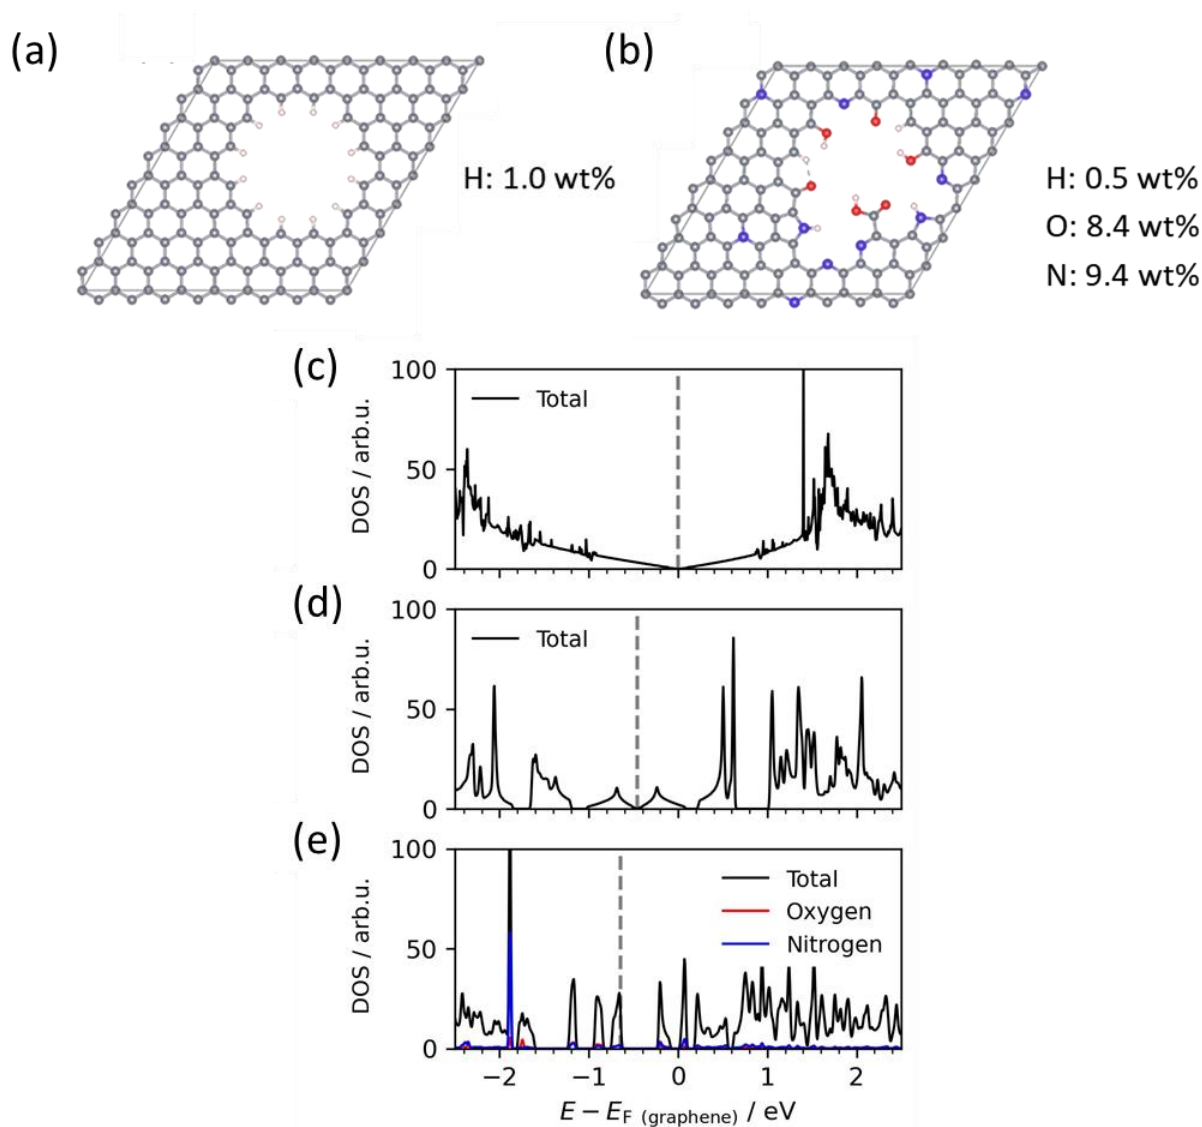 (a)
(b)
H: 1.0 wt%
H: 0.5 wt%
O: 8.4 wt%
N: 9.4 wt%
(c)
100
50
0
DOS / arb.u.
Total
(d)
100
50
0
DOS / arb.u.
Total
(e)
100
50
0
DOS / arb.u.
Total
Oxygen
Nitrogen
−2 −1 0 1 2
E − EF (graphene) / eV